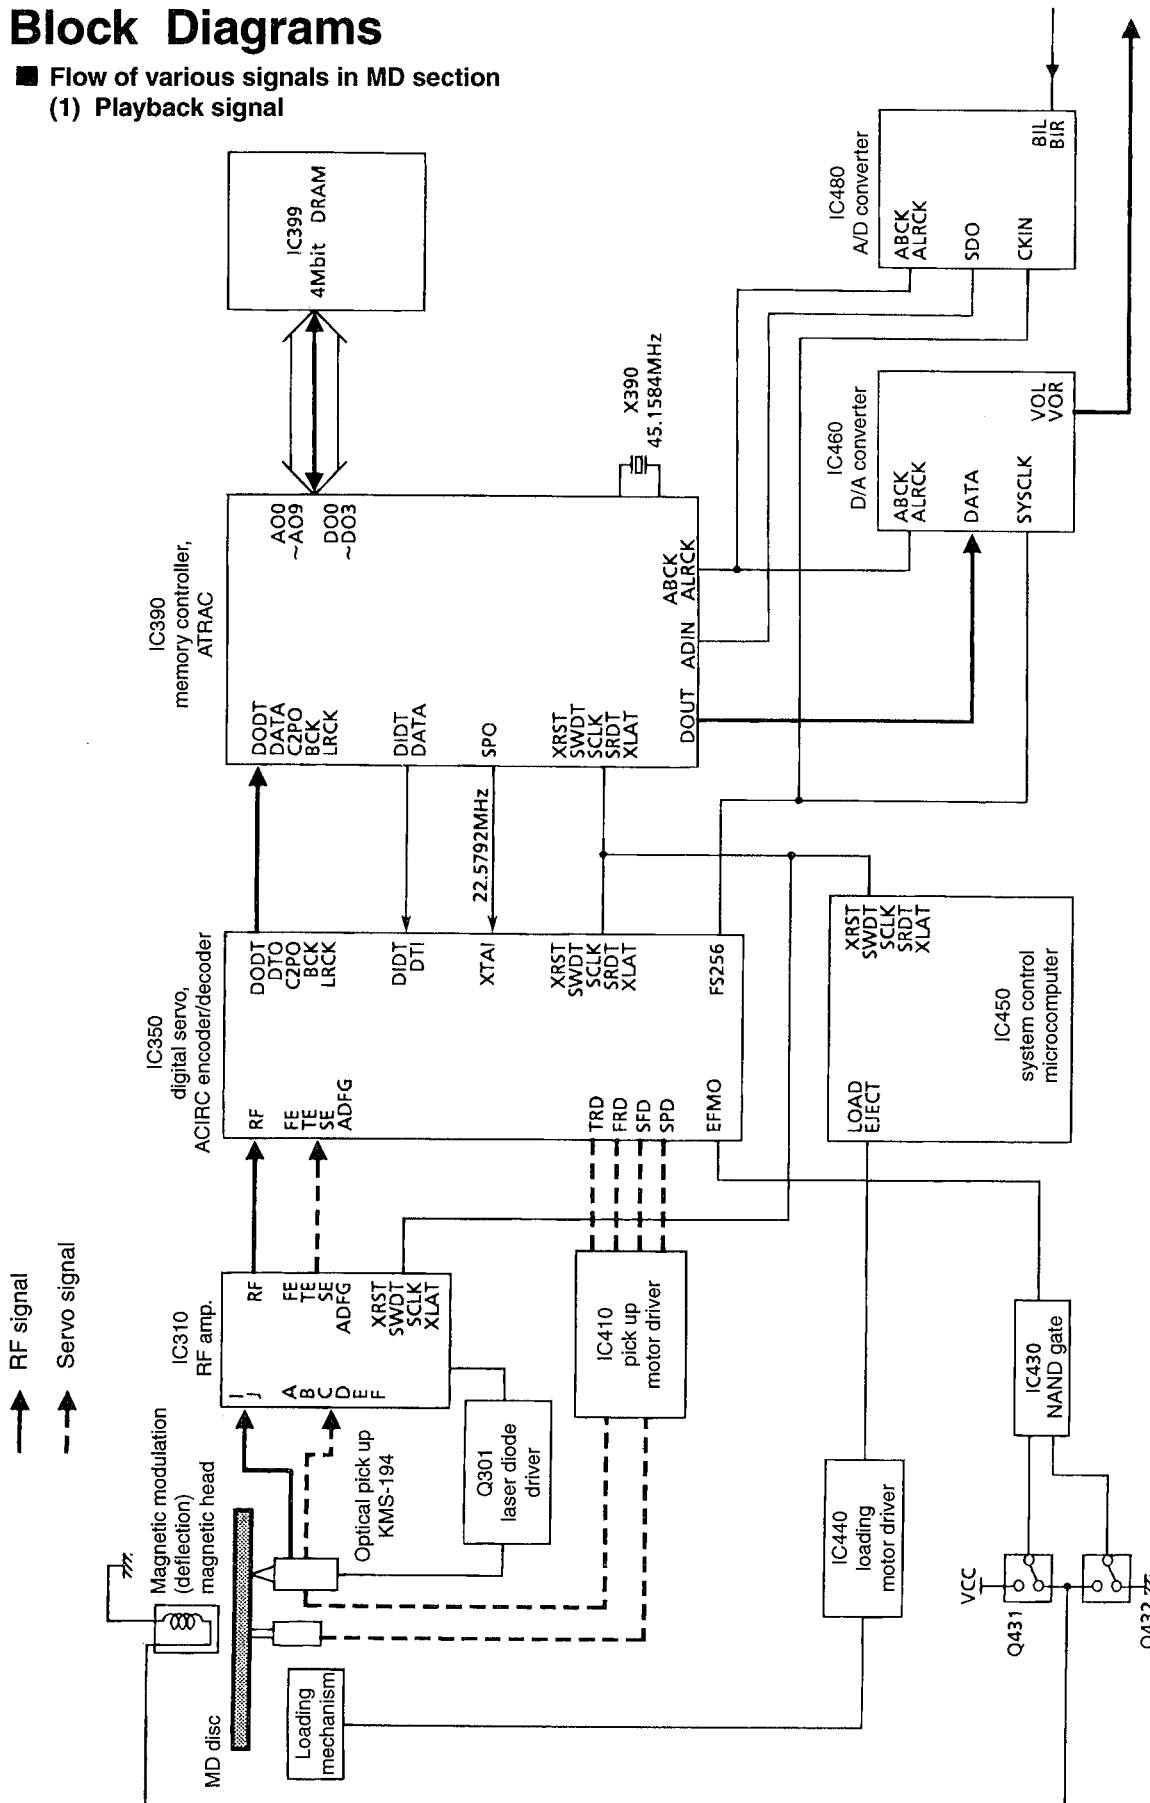 Block Diagrams
■ Flow of various signals in MD section
(1) Playback signal
RF signal
Servo signal
IC399
4Mbit DRAM
X390
45.1584MHz
IC390
memory controller,
ATRAC
AO0
~AO9
DO0
~DO3
DODT
DATA
C2PO
BCK
LRCK
DIDT
DATA
SPO
XRST
SWDT
SCLK
SRDT
XLAT
DOUT
ADIN
ABCK
ALRCK
IC480
A/D converter
ABCK
ALRCK
SDO
CKIN
BIL
BIR
IC460
D/A converter
ABCK
ALRCK
DATA
SYSCLK
VOL
VOR
22.5792MHz
IC350
digital servo,
ACIRC encoder/decoder
DODT
DTO
C2PO
BCK
LRCK
DIDT
DTI
XTAI
XRST
SWDT
SCLK
SRDT
XLAT
FS256
RF
FE
TE
SE
ADFG
TRD
FRD
SFD
SPD
EFMO
IC450
system control
microcomputer
XRST
SWDT
SCLK
SRDT
XLAT
LOAD
EJECT
IC310
RF amp.
RF
FE
TE
SE
ADFG
XRST
SWDT
SCLK
XLAT
I
J
A
B
C
D
E
F
IC410
pick up
motor driver
IC430
NAND gate
Q301
laser diode
driver
Optical pick up
KMS-194
Magnetic modulation
(deflection)
magnetic head
MD disc
Loading
mechanism
IC440
loading
motor driver
VCC
Q431
Q432